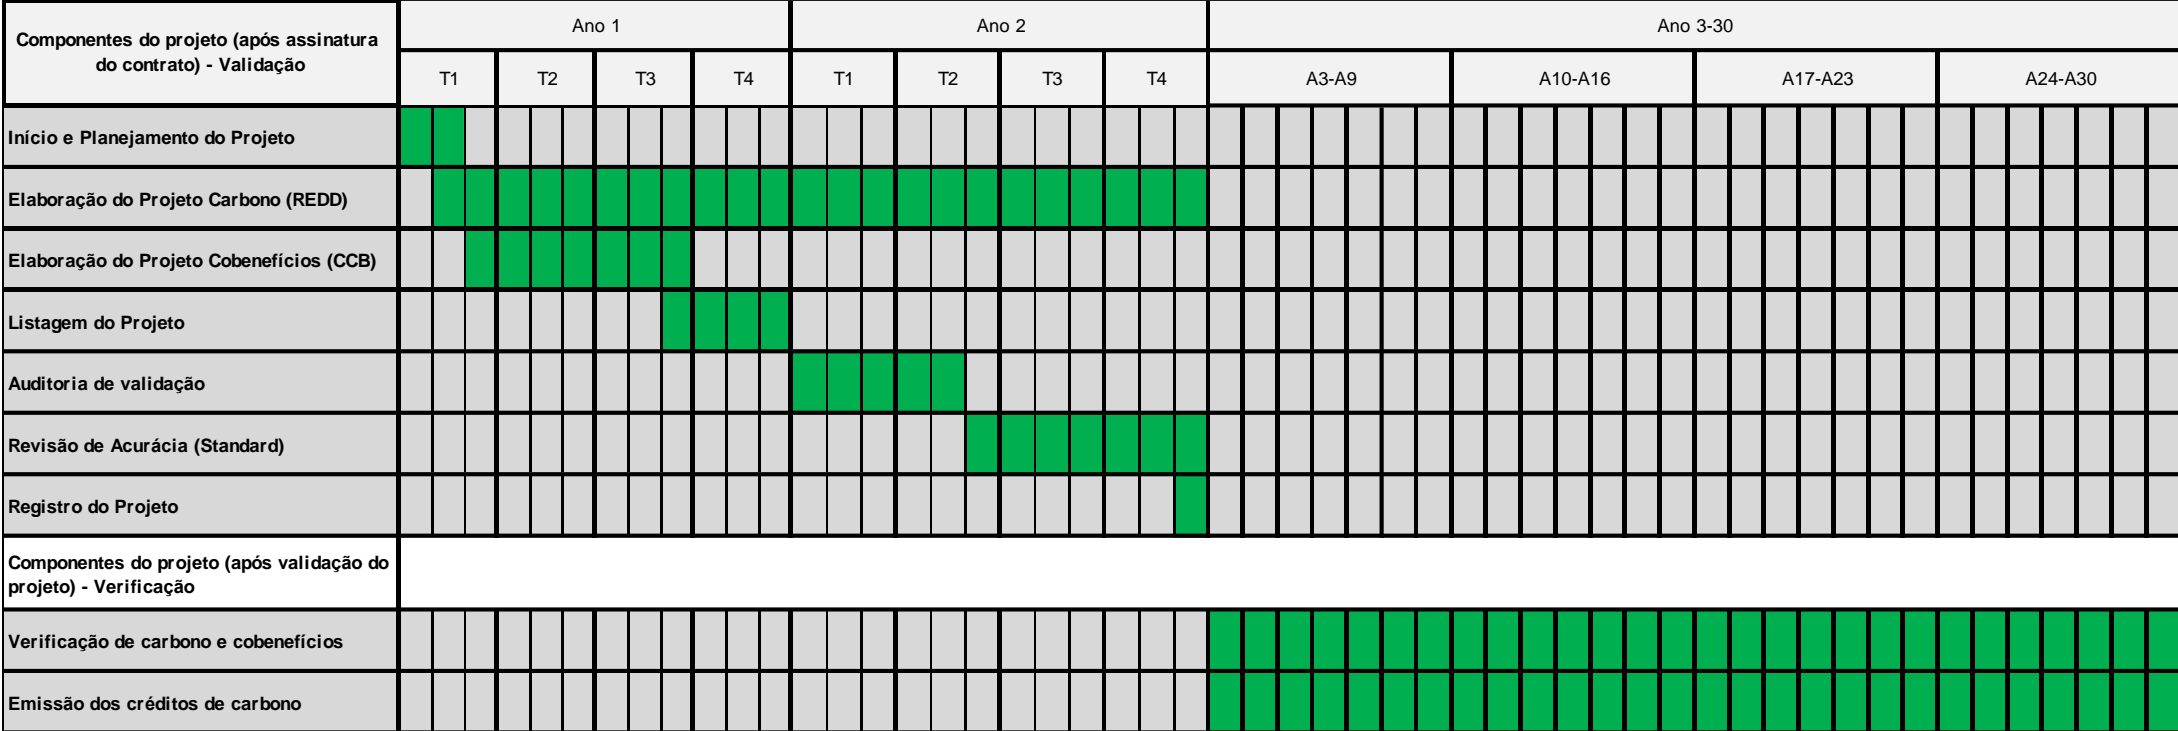 Componentes do projeto (após assinatura
do contrato) - Validação
Ano 1
Ano 2
Ano 3-30
T1
T2
T3
T4
T1
T2
T3
T4
A3-A9
A10-A16
A17-A23
A24-A30
Início e Planejamento do Projeto
Elaboração do Projeto Carbono (REDD)
Elaboração do Projeto Cobenefícios (CCB)
Listagem do Projeto
Auditoria de validação
Revisão de Acurácia (Standard)
Registro do Projeto
Componentes do projeto (após validação do
projeto) - Verificação
Verificação de carbono e cobenefícios
Emissão dos créditos de carbono